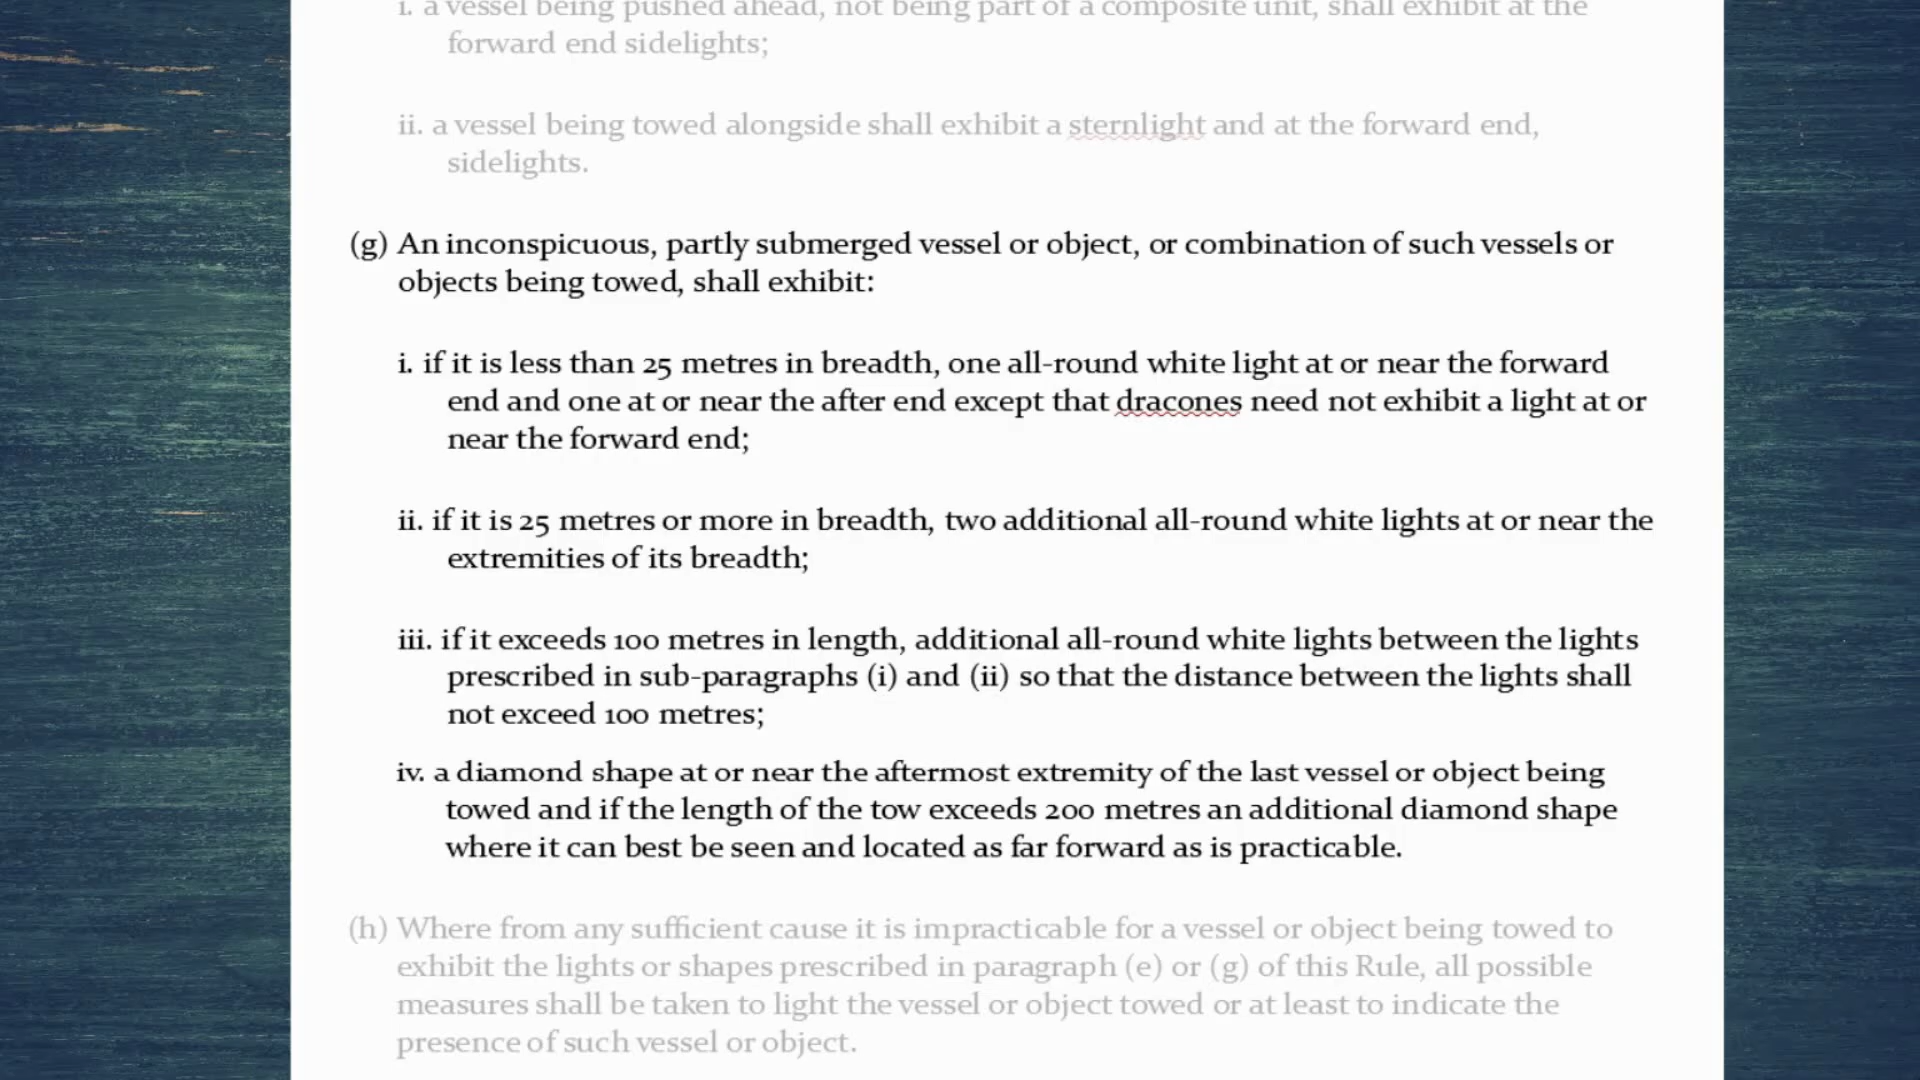 i. a vessel being pushed ahead, not being part of a composite unit, shall exhibit at the
forward end sidelights;
ii. a vessel being towed alongside shall exhibit a sternlight and at the forward end,
sidelights.
(g) An inconspicuous, partly submerged vessel or object, or combination of such vessels or
objects being towed, shall exhibit:
i. if it is less than 25 metres in breadth, one all-round white light at or near the forward
end and one at or near the after end except that dracones need not exhibit a light at or
near the forward end;
ii. if it is 25 metres or more in breadth, two additional all-round white lights at or near the
extremities of its breadth;
iii. if it exceeds 100 metres in length, additional all-round white lights between the lights
prescribed in sub-paragraphs (i) and (ii) so that the distance between the lights shall
not exceed 100 metres;
iv. a diamond shape at or near the aftermost extremity of the last vessel or object being
towed and if the length of the tow exceeds 200 metres an additional diamond shape
where it can best be seen and located as far forward as is practicable.
(h) Where from any sufficient cause it is impracticable for a vessel or object being towed to
exhibit the lights or shapes prescribed in paragraph (e) or (g) of this Rule, all possible
measures shall be taken to light the vessel or object towed or at least to indicate the
presence of such vessel or object.